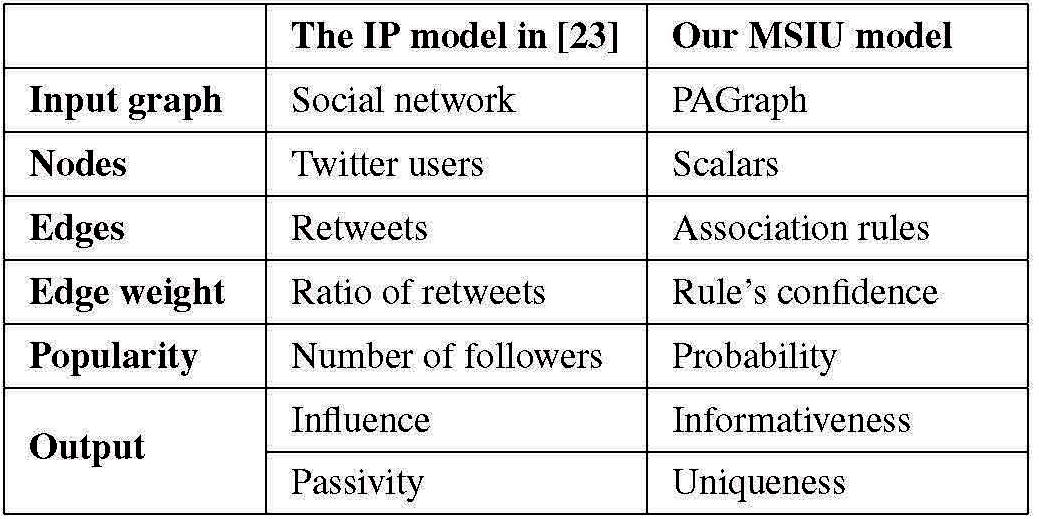 The IP model in [23] Our MSIU model
Input graph Social network PAGraph
Nodes Twitter users Scalars
Edges Retweets Association rules
Edge weight Ratio of retweets Rule's confidence
Popularity Number of followers Probability
Output Influence Informativeness
Passivity Uniqueness